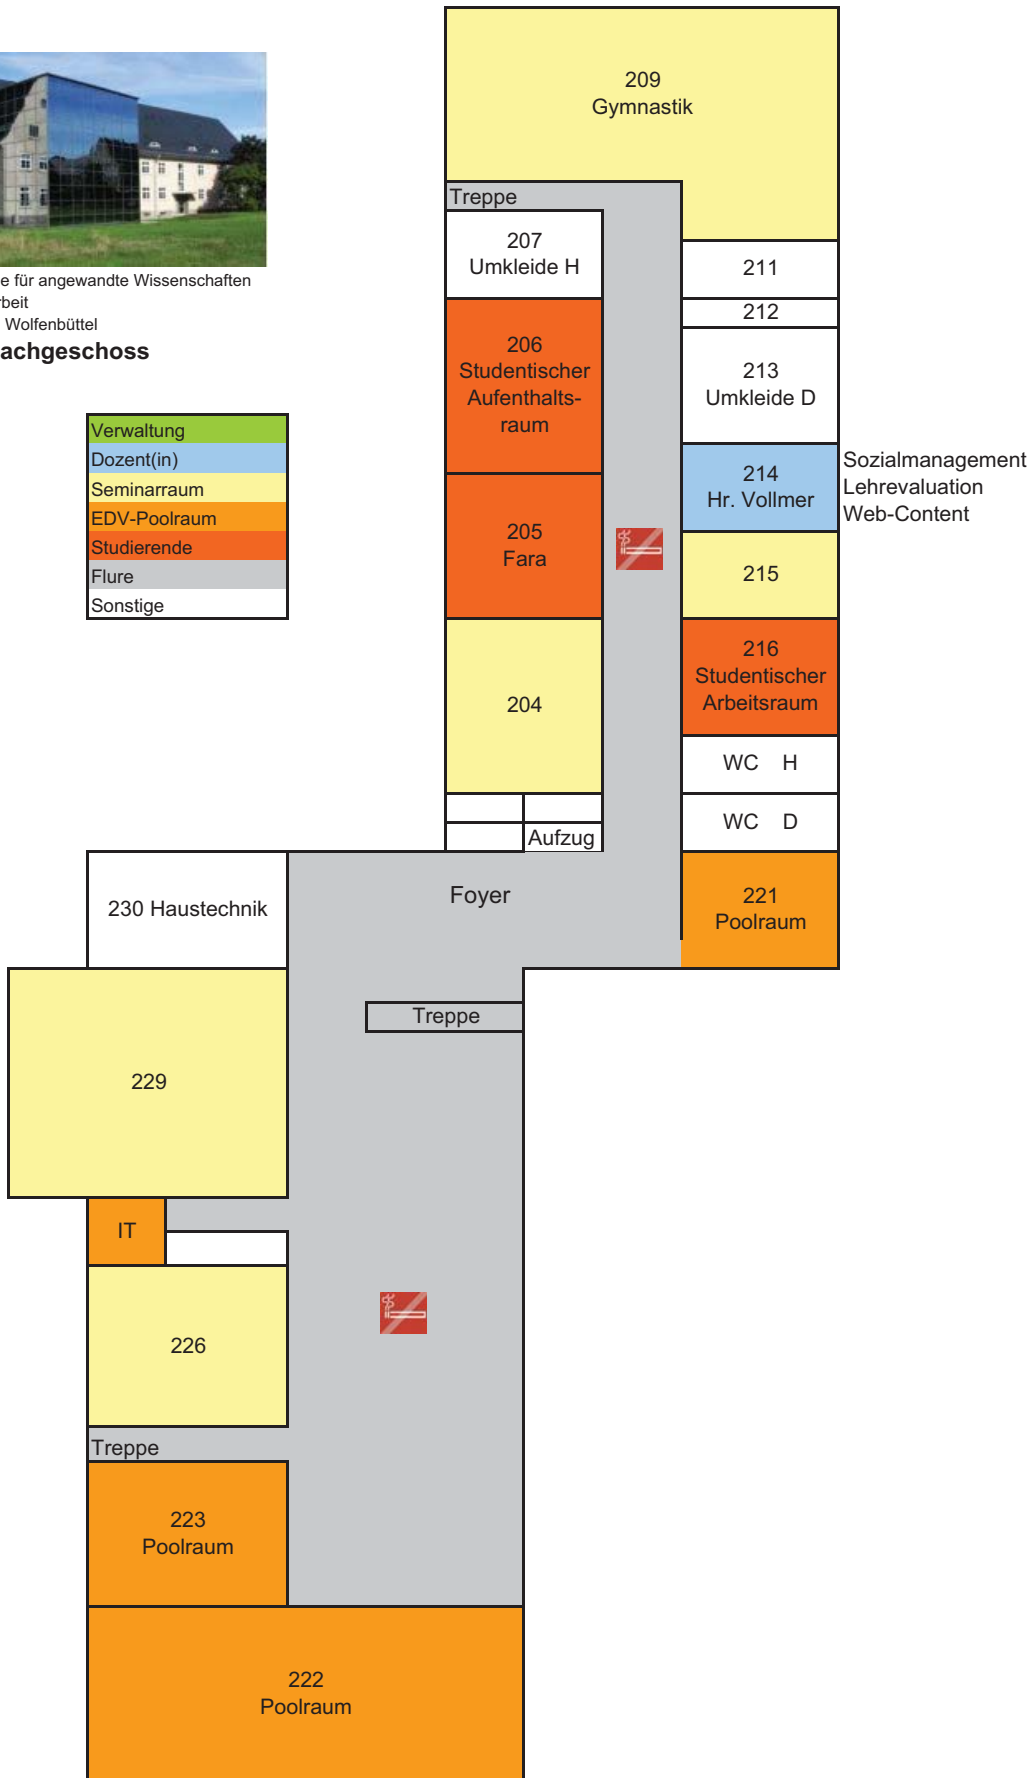 e für angewandte Wissenschaften
rbeit
Wolfenbüttel
achgeschoss
Verwaltung
Dozent(in)
Seminarraum
EDV-Poolraum
Studierende
Flure
Sonstige
209
Gymnastik
Treppe
207
Umkleide H
211
212
206
Studentischer
Aufenthalts-
raum
213
Umkleide D
214
Hr. Vollmer
Sozialmanagement
Lehrevaluation
Web-Content
205
Fara
215
216
Studentischer
Arbeitsraum
204
WC H
WC D
Aufzug
230 Haustechnik
Foyer
221
Poolraum
Treppe
229
IT
226
Treppe
223
Poolraum
222
Poolraum